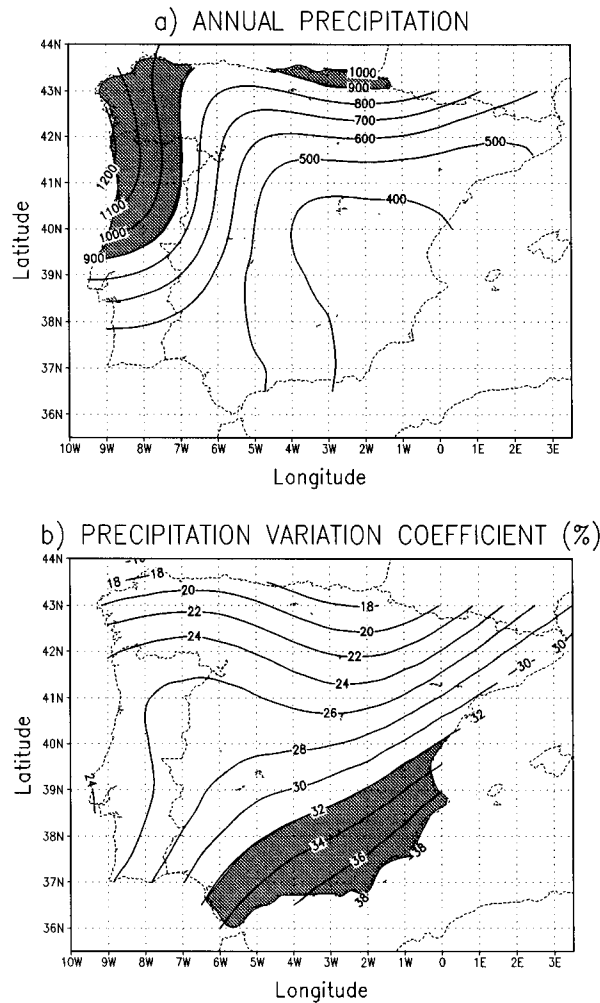 a) ANNUAL PRECIPITATION
44N
43N
42N
41N
40N
39N
38N
37N
36N
Latitude
1000
900
800
700
600
500
500
400
1200
1100
1000
900
10W 9W 8W 7W 6W 5W 4W 3W 2W 1W 0 1E 2E 3E
Longitude
b) PRECIPITATION VARIATION COEFFICIENT (%)
44N
43N
42N
41N
40N
39N
38N
37N
36N
Latitude
18
18
18
20
20
22
22
24
24
26
28
30
30
30
32
32
34
36
38
38
24
10W 9W 8W 7W 6W 5W 4W 3W 2W 1W 0 1E 2E 3E
Longitude